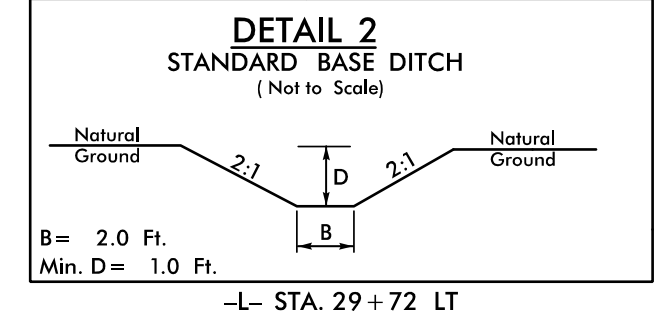 DETAIL 2
STANDARD BASE DITCH
( Not to Scale)
Natural
Ground
2:1
D
2:1
Natural
Ground
B
B= 2.0 Ft.
Min. D= 1.0 Ft.
–L– STA. 29+72 LT